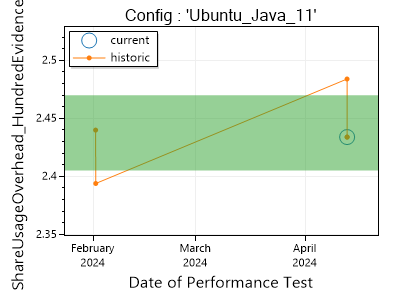 Config : 'Ubuntu_Java_11'
ShareUsageOverhead_HundredEvidence
current
historic
2.5
2.45
2.4
2.35
February
2024
March
2024
April
2024
Date of Performance Test